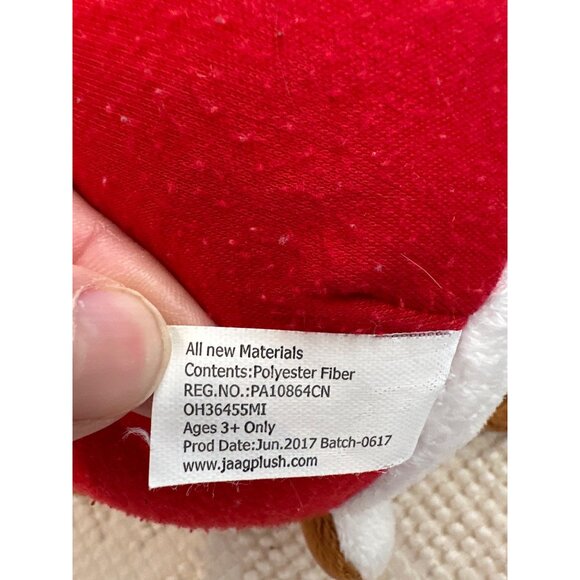 All new Materials
Contents:Polyester Fiber
REG.NO.:PA10864CN
OH36455MI
Ages 3+ Only
Prod Date:Jun.2017 Batch-0617
www.jaagplush.com